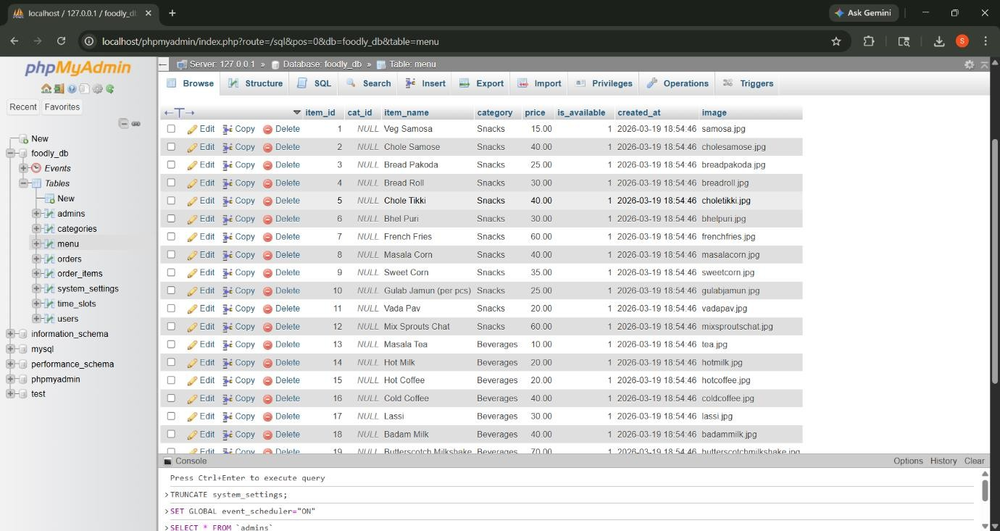 localhost / 127.0.0.1 / foodly_d
Ask Gemini
localhost/phpmyadmin/index.php?route=/sql&pos=0&db=foodly_db&table=menu
S
phpMyAdmin
Recent Favorites
New
foodly_db
Events
Tables
New
admins
categories
menu
orders
order_items
system_settings
time_slots
users
information_schema
mysql
performance_schema
phpmyadmin
test
Server: 127.0.0.1 » Database: foodly_db » Table: menu
Browse Structure SQL Search Insert Export Import Privileges Operations Triggers
←T→ item_id cat_id item_name category price is_available created_at image
Edit Copy Delete 1 NULL Veg Samosa Snacks 15.00 1 2026-03-19 18:54:46 samosa.jpg
Edit Copy Delete 2 NULL Chole Samose Snacks 40.00 1 2026-03-19 18:54:46 cholesamose.jpg
Edit Copy Delete 3 NULL Bread Pakoda Snacks 25.00 1 2026-03-19 18:54:46 breadpakoda.jpg
Edit Copy Delete 4 NULL Bread Roll Snacks 30.00 1 2026-03-19 18:54:46 breadroll.jpg
Edit Copy Delete 5 NULL Chole Tikki Snacks 40.00 1 2026-03-19 18:54:46 choletikki.jpg
Edit Copy Delete 6 NULL Bhel Puri Snacks 30.00 1 2026-03-19 18:54:46 bhelpuri.jpg
Edit Copy Delete 7 NULL French Fries Snacks 60.00 1 2026-03-19 18:54:46 frenchfries.jpg
Edit Copy Delete 8 NULL Masala Corn Snacks 40.00 1 2026-03-19 18:54:46 masalacorn.jpg
Edit Copy Delete 9 NULL Sweet Corn Snacks 35.00 1 2026-03-19 18:54:46 sweetcorn.jpg
Edit Copy Delete 10 NULL Gulab Jamun (per pcs) Snacks 25.00 1 2026-03-19 18:54:46 gulabjamun.jpg
Edit Copy Delete 11 NULL Vada Pav Snacks 20.00 1 2026-03-19 18:54:46 vadapav.jpg
Edit Copy Delete 12 NULL Mix Sprouts Chat Snacks 60.00 1 2026-03-19 18:54:46 mixsproutschat.jpg
Edit Copy Delete 13 NULL Masala Tea Beverages 10.00 1 2026-03-19 18:54:46 tea.jpg
Edit Copy Delete 14 NULL Hot Milk Beverages 20.00 1 2026-03-19 18:54:46 hotmilk.jpg
Edit Copy Delete 15 NULL Hot Coffee Beverages 20.00 1 2026-03-19 18:54:46 hotcoffee.jpg
Edit Copy Delete 16 NULL Cold Coffee Beverages 40.00 1 2026-03-19 18:54:46 coldcoffee.jpg
Edit Copy Delete 17 NULL Lassi Beverages 30.00 1 2026-03-19 18:54:46 lassi.jpg
Edit Copy Delete 18 NULL Badam Milk Beverages 40.00 1 2026-03-19 18:54:46 badammilk.jpg
Edit Copy Delete 19 NULL Butterscotch Milkshake Beverages 70.00 1 2026-03-19 18:54:46 butterscotchmilkshake.jpg
Console Options History Clear
Press Ctrl+Enter to execute query
>TRUNCATE system_settings;
>SET GLOBAL event_scheduler="ON"
>SELECT * FROM `admins`